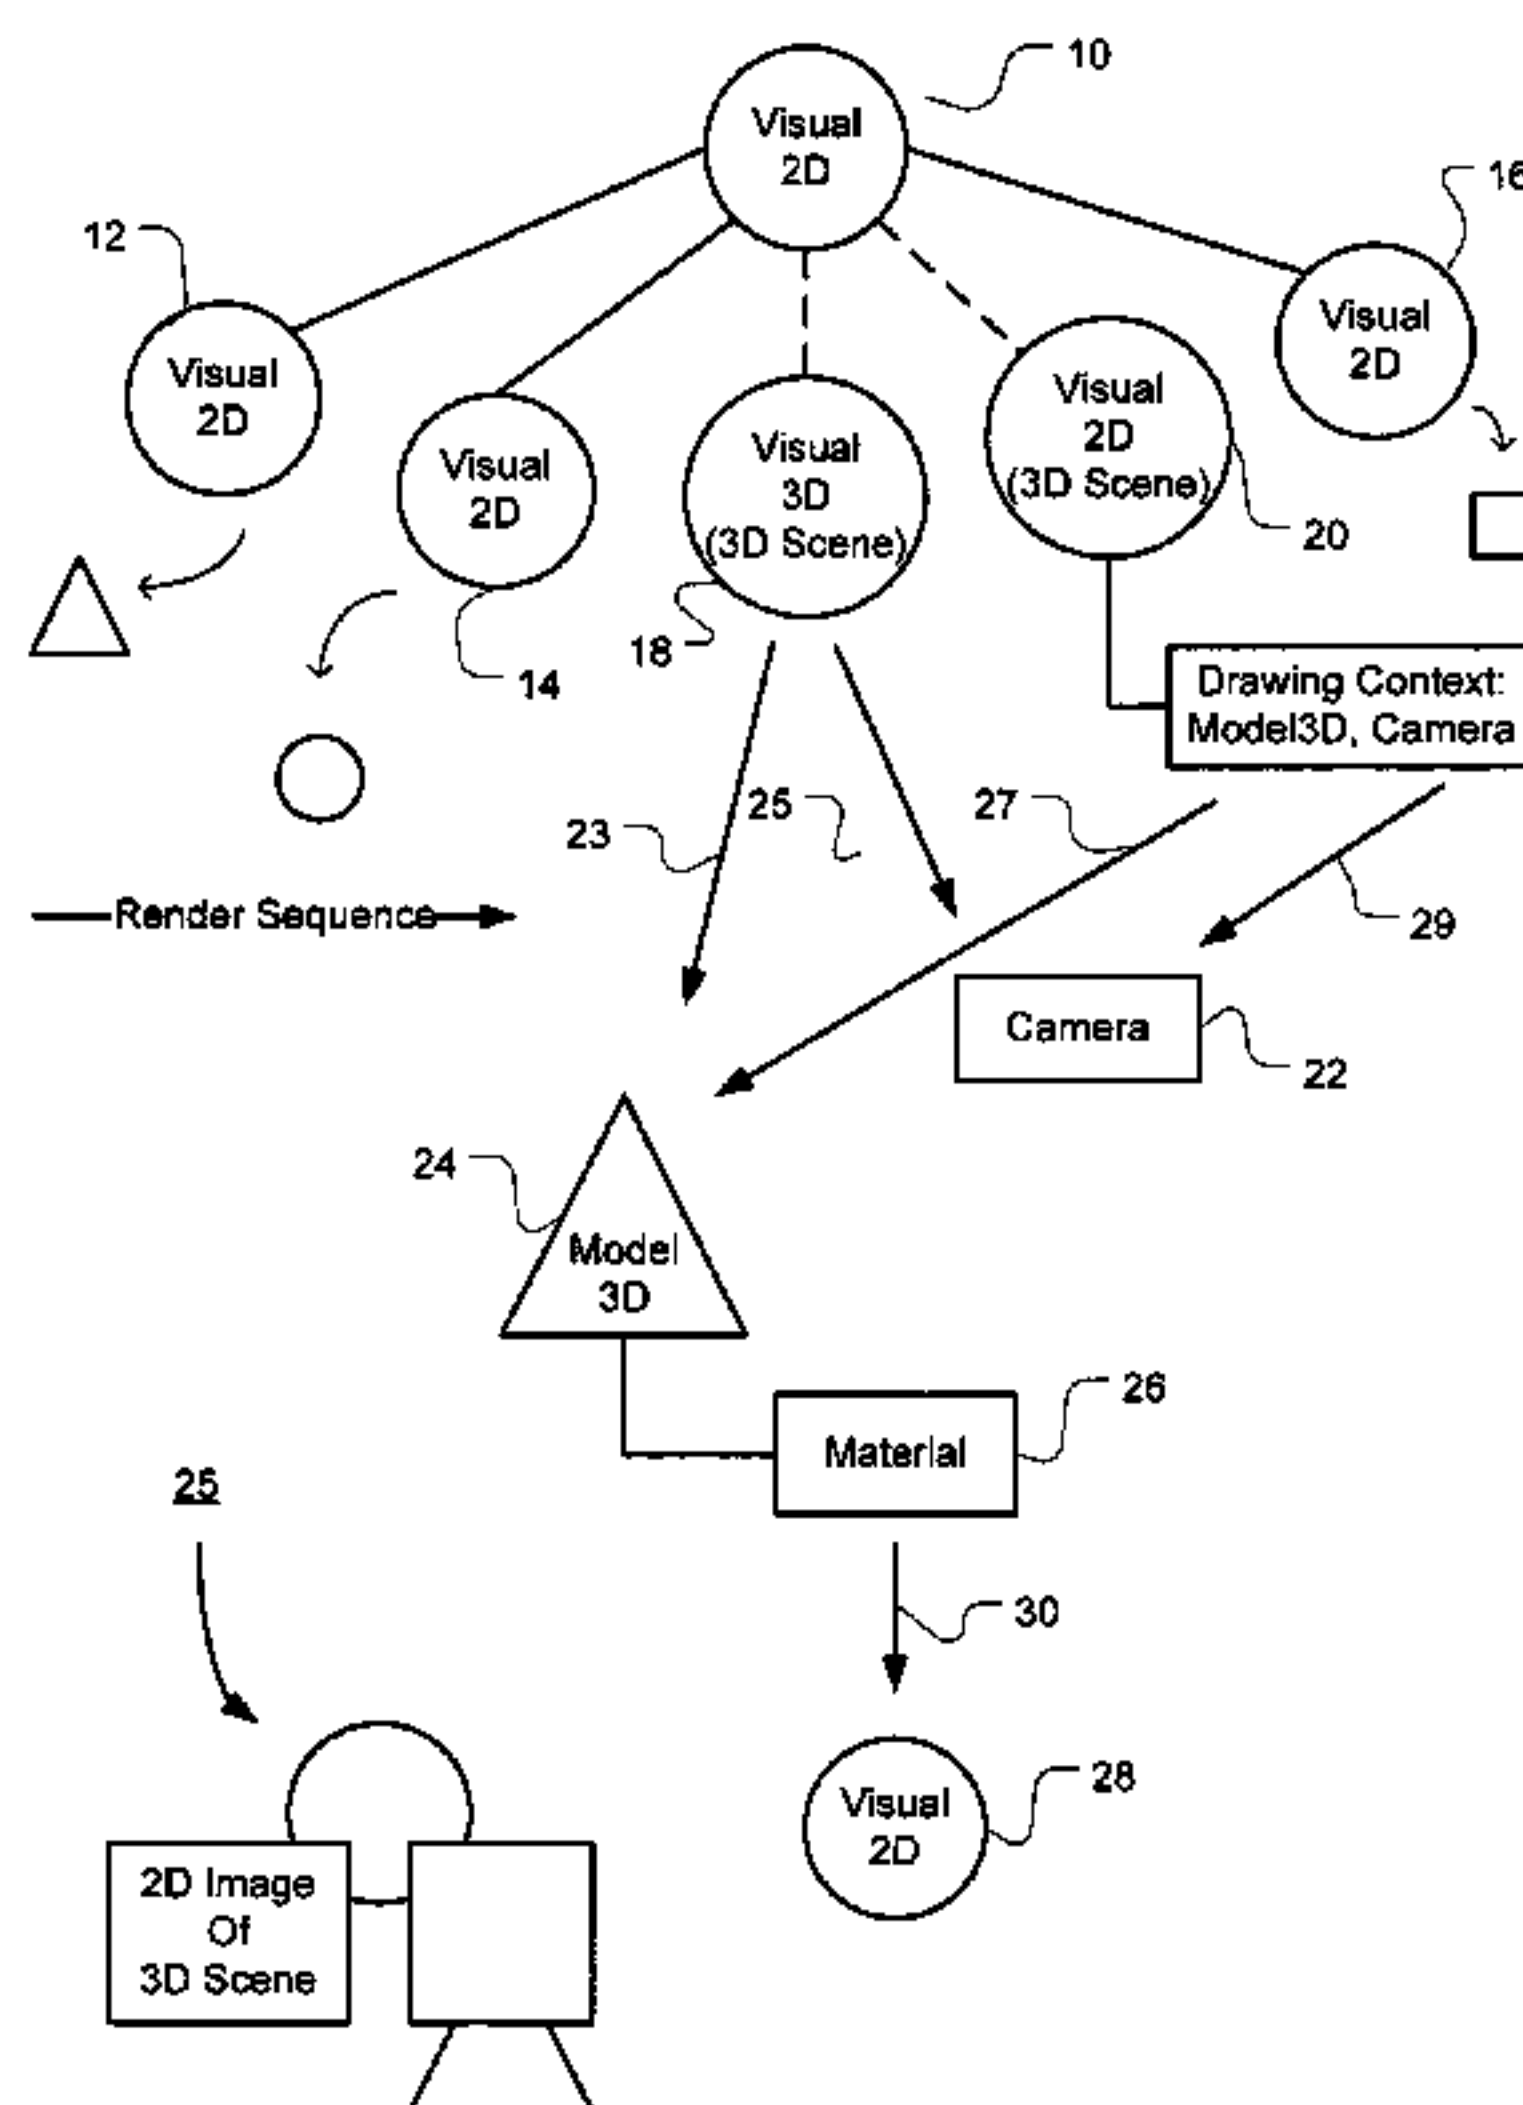 10
Visual
2D
16
12
Visual
2D
Visual
2D
Visual
2D
(3D Scene)
Visual
2D
Visual
3D
(3D Scene)
20
18
14
Drawing Context:
Model3D, Camera
25
27
23
Render Sequence
29
Camera
22
24
Model
3D
26
Material
25
30
28
Visual
2D
2D Image
Of
3D Scene